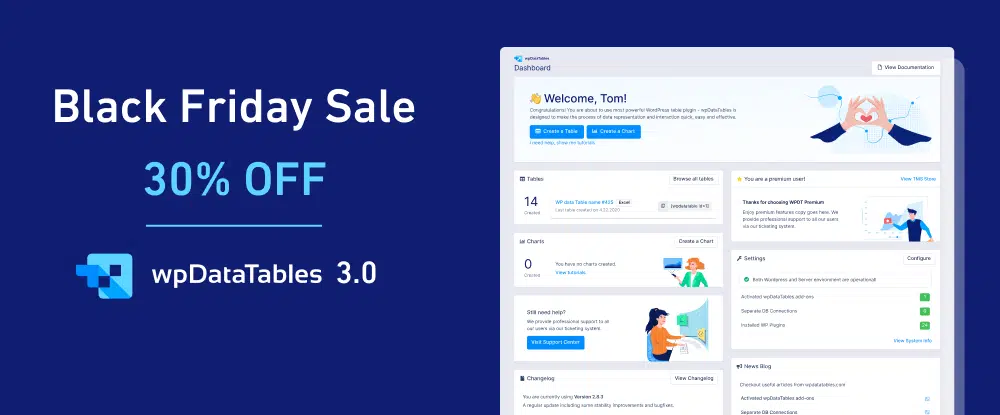 Black Friday Sale
30% OFF
wpDataTables 3.0
wpDataTables
Dashboard
View Documentation
👋 Welcome, Tom!
Congratulations! You are about to use most powerful WordPress table plugin - wpDataTables is
designed to make the process of data representation and interaction quick, easy and effective.
Create a Table
Create a Chart
I need help, show me tutorials
Tables
Browse all tables
14
Created
WP data Table name #425
Excel
Last table created on 4.22.2020
[wpdatatable id=1]
Charts
Create a Chart
0
Created
You have no charts created.
View tutorials.
Still need help?
We provide professional support to all
our users via our ticketing system.
Visit Support Center
Changelog
View Changelog
You are currently using Version 2.8.3
A regular update including some stability improvements and bugfixes.
You are a premium user!
View TMS Store
Thanks for choosing WPDT Premium
Enjoy premium features copy goes here. We
provide professional support to all our users
via our ticketing system.
Settings
Configure
Both Wordpress and Server environment are operational!
Activated wpDataTables add-ons
Separate DB Connections
Installed WP Plugins
24
View System Info
News Blog
Checkout useful articles from wpdatatables.com
Activated wpDataTables add-ons
Seperate DB Connections